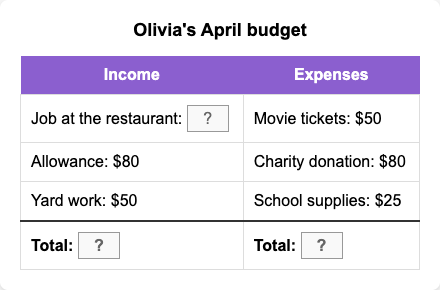 Olivia's April budget
Income Expenses
Job at the restaurant: ? Movie tickets: $50
Allowance: $80 Charity donation: $80
Yard work: $50 School supplies: $25
Total: ? Total: ?